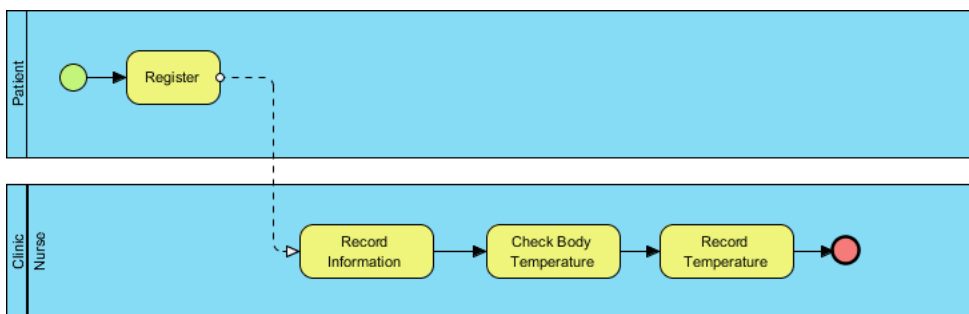 Patient
Register
Clinic
Nurse
Record
Information
Check Body
Temperature
Record
Temperature